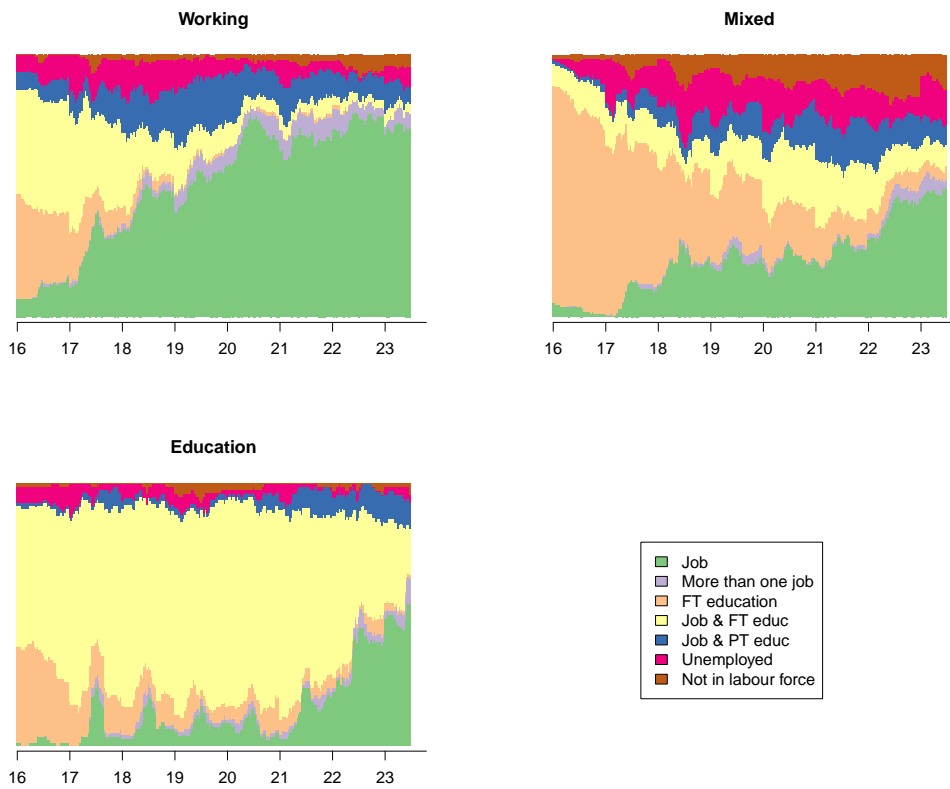 Working
16 17 18 19 20 21 22 23
Mixed
16 17 18 19 20 21 22 23
Education
16 17 18 19 20 21 22 23
Job
More than one job
FT education
Job & FT educ
Job & PT educ
Unemployed
Not in labour force